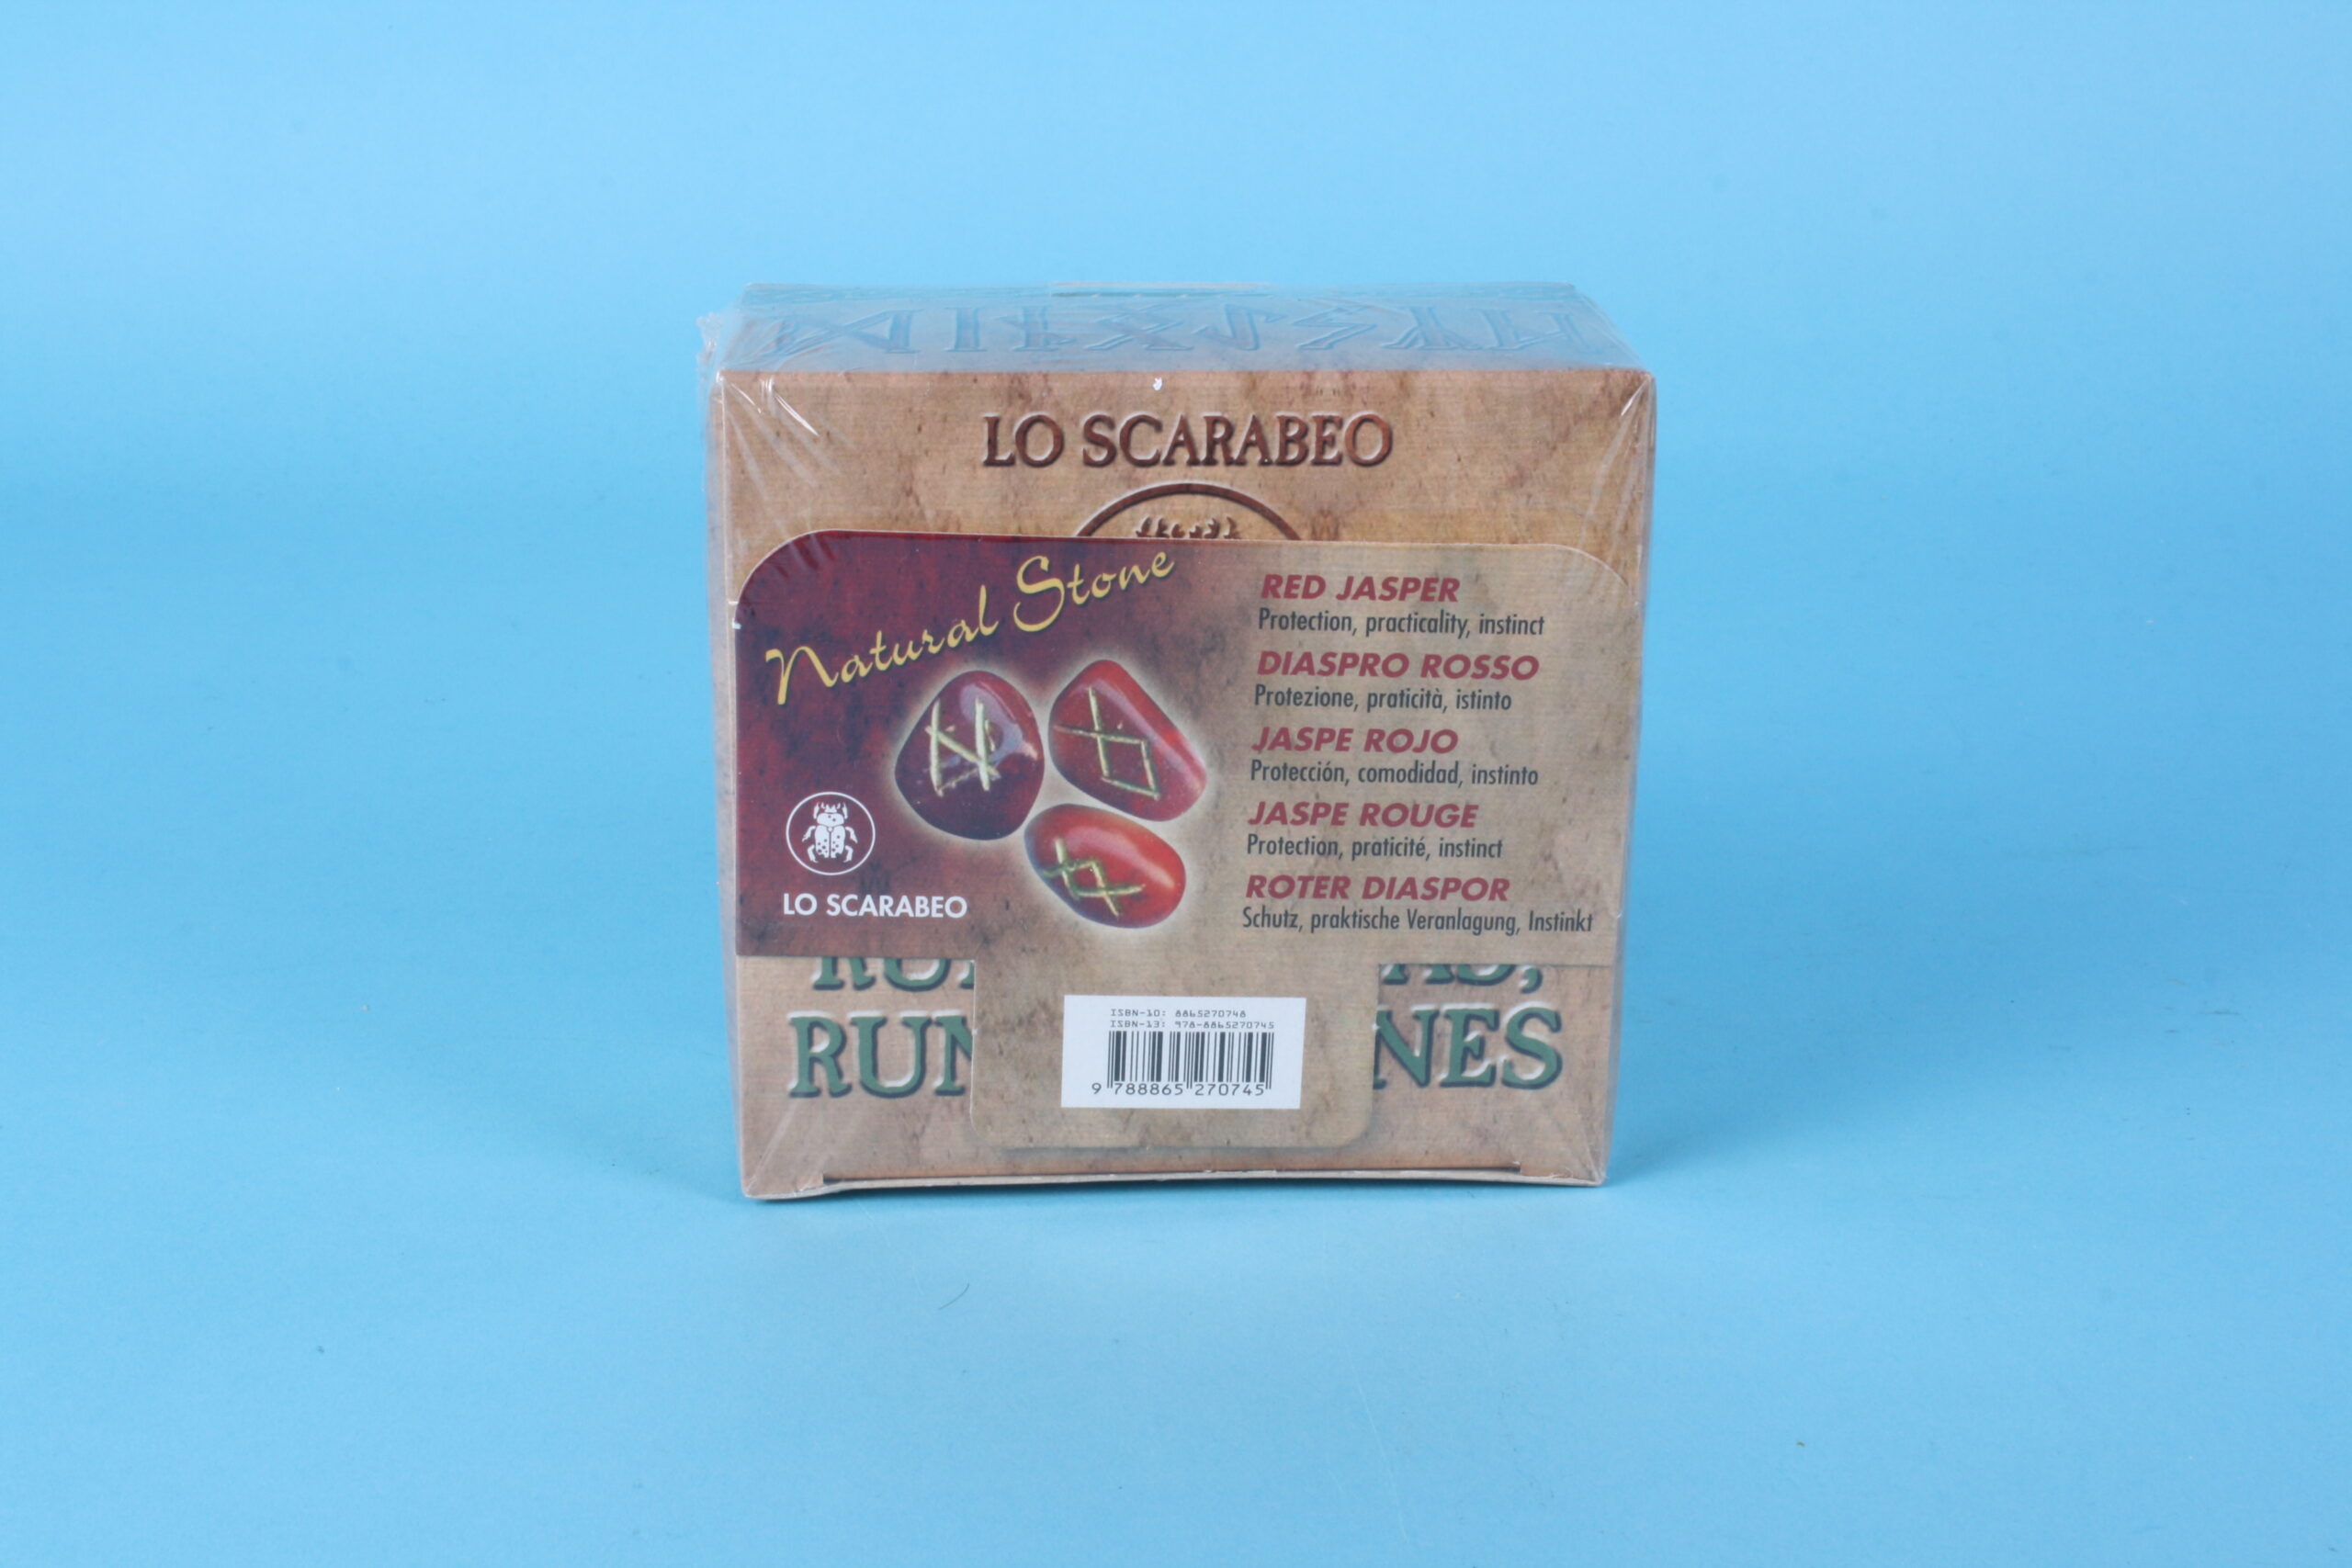 LO SCARABEO
Natural Stone
LO SCARABEO
RED JASPER
Protection, practicality, instinct
DIASPRO ROSSO
Protezione, praticità, istinto
JASPE ROJO
Protección, comodidad, instinto
JASPE ROUGE
Protection, praticité, instinct
ROTER DIASPOR
Schutz, praktische Veranlagung, Instinkt
ISBN-10: 8865270748
ISBN-13: 978-8865270745
9 788865 270745